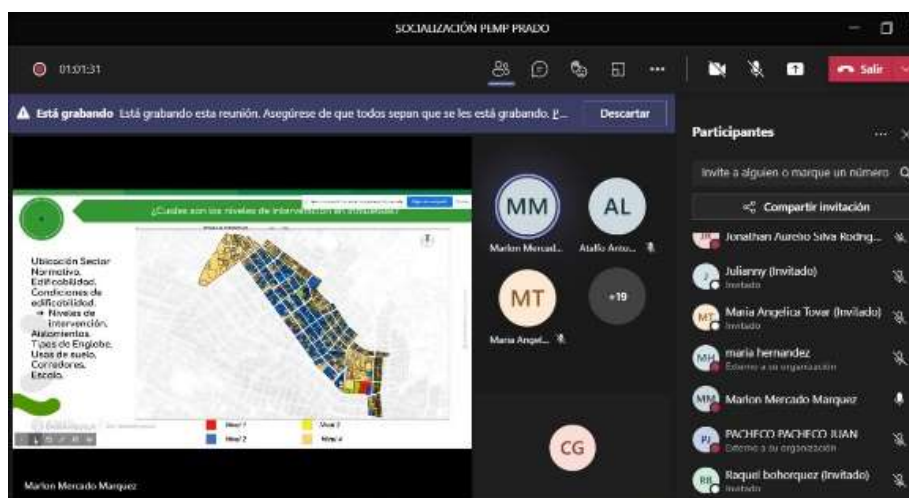 SOCIALIZACIÓN PEMP PRADO
01:01:31
Salir
Está grabando Está grabando esta reunión. Asegúrese de que todos sepan que se les está grabando. P...
Descartar
Participantes
Invite a alguien o marque un número
Compartir invitación
¿Cuáles son los niveles de intervención en inmuebles?
Ubicación Sector
Normativo.
Edificabilidad.
Condiciones de
edificabilidad.
→ Niveles de
intervención.
Aislamientos.
Tipos de Englobe.
Usos de suelo.
Corredores.
Escala.
Nivel 1
Nivel 2
Nivel 3
Nivel 4
Marlon Mercado Marquez
MM
Marlon Mercad...
AL
Atalio Anto...
MT
Maria Angel...
+19
CG
JR
Jonathan Aurelio Silva Rodrig...
J
Julianny (Invitado)
Invitado
MT
Maria Angelica Tovar (Invitado)
Invitado
MH
maria hernandez
Externo a su organización
MM
Marlon Mercado Marquez
PJ
PACHECO PACHECO JUAN
Externo a su organización
RB
Raquel bohorquez (Invitado)
Invitado